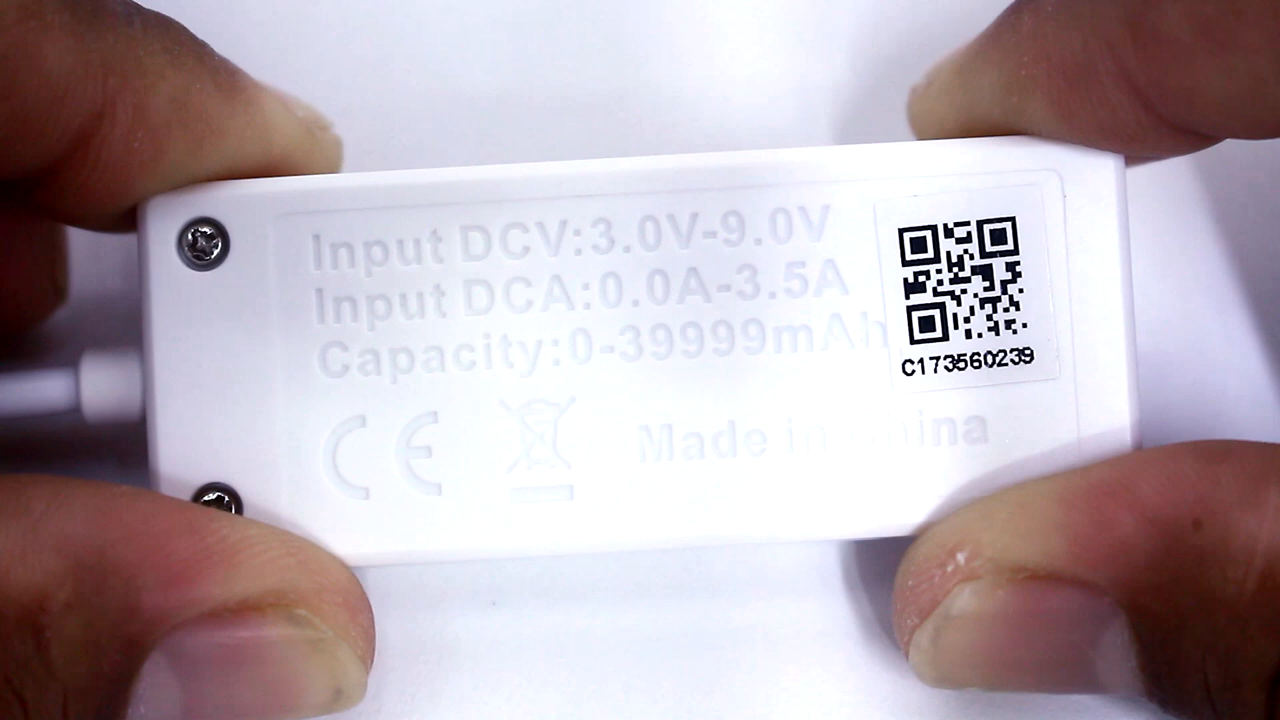 Input DCV:3.0V-9.0V
Input DCA:0.0A-3.5A
Capacity:0-39999mAh
C173560239
CE
Made in China